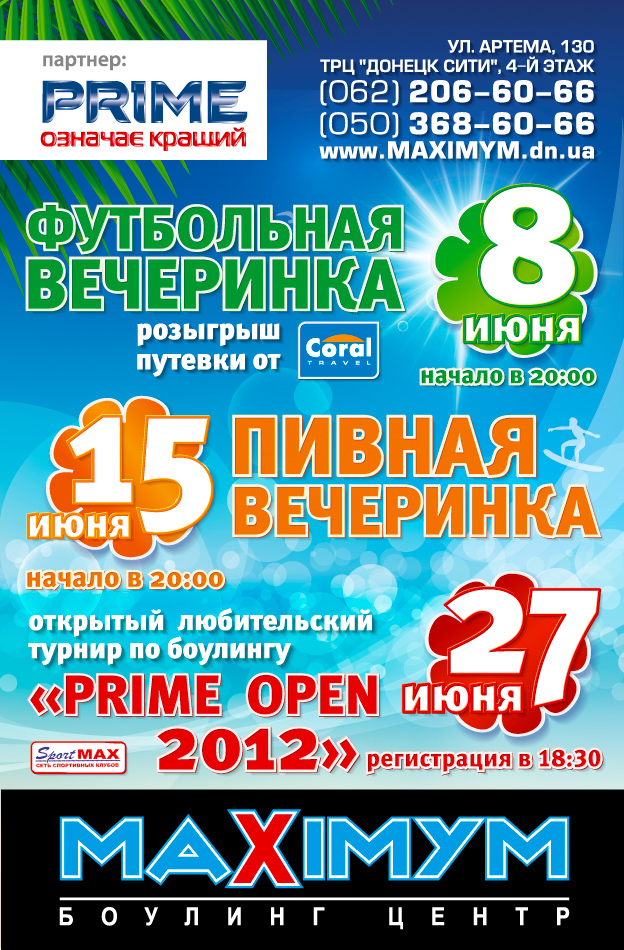 партнер:
PRIME
означає кращий
УЛ. АРТЕМА, 130
ТРЦ "ДОНЕЦК СИТИ", 4-Й ЭТАЖ
(062) 206-60-66
(050) 368-60-66
www.MAXIMYM.dn.ua
ФУТБОЛЬНАЯ
ВЕЧЕРИНКА
розыгрыш
путевки от
Coral
TRAVEL
8
июня
начало в 20:00
15
июня
начало в 20:00
ПИВНАЯ
ВЕЧЕРИНКА
открытый любительский
турнир по боулингу
«PRIME OPEN
2012»
27
июня
регистрация в 18:30
Sport MAX
СЕТЬ СПОРТИВНЫХ КЛУБОВ
MAXIMYM
БОУЛИНГ ЦЕНТР